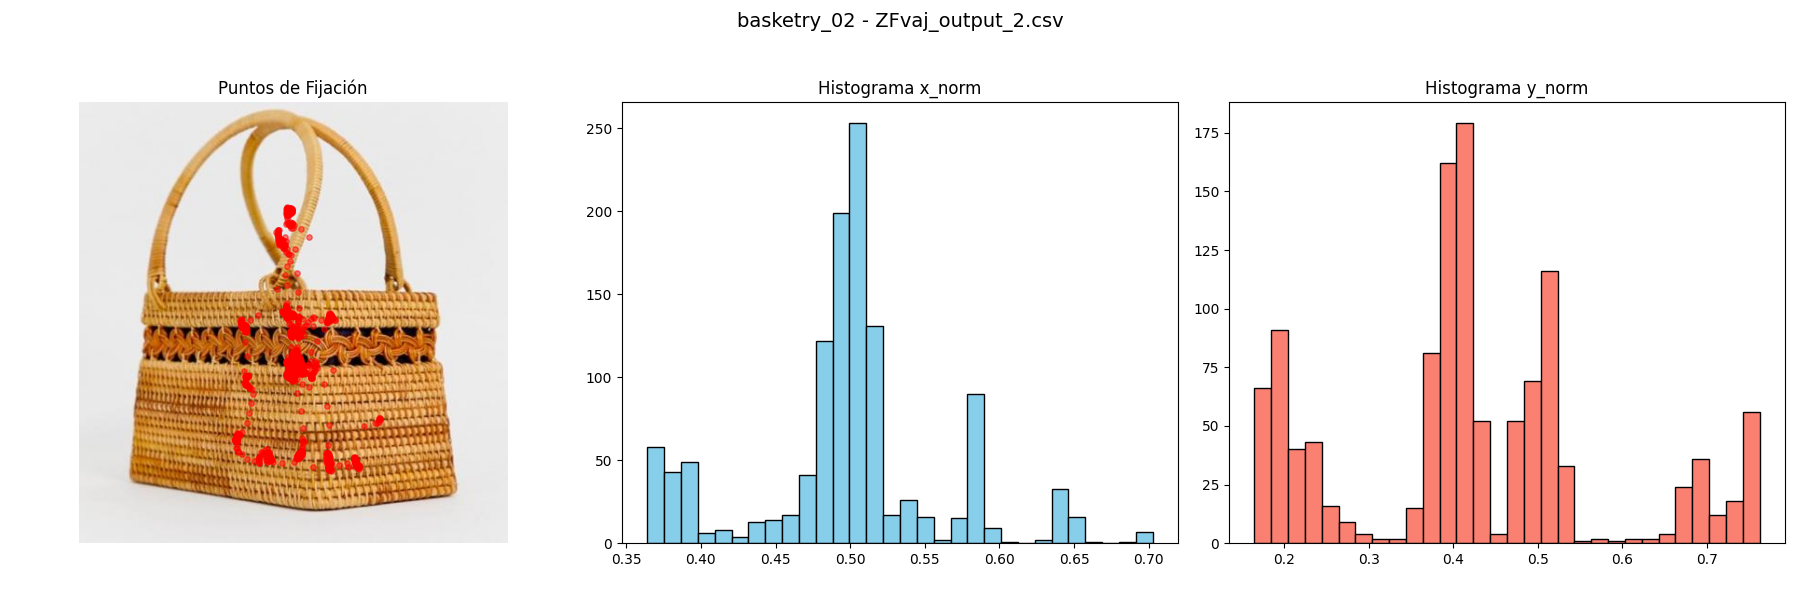 basketry_02 - ZFvaj_output_2.csv
Puntos de Fijación
Histograma x_norm
250
200
150
100
50
0
0.35 0.40 0.45 0.50 0.55 0.60 0.65 0.70
Histograma y_norm
175
150
125
100
75
50
25
0
0.2 0.3 0.4 0.5 0.6 0.7